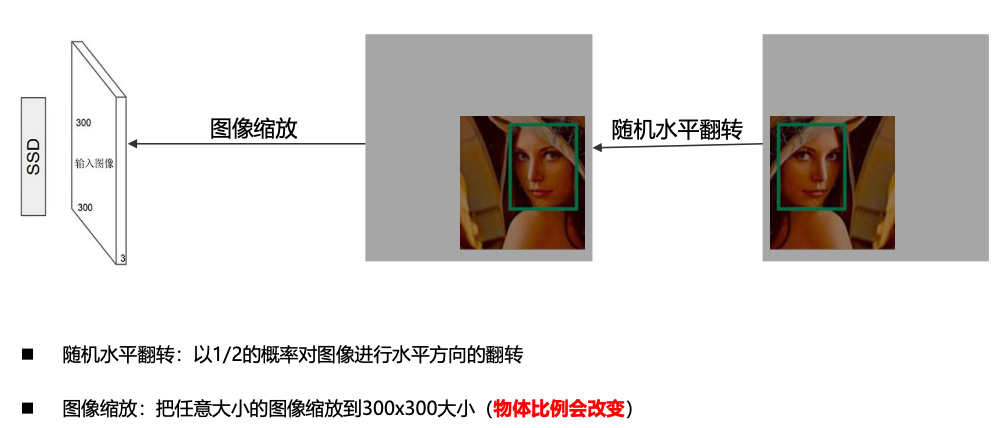 SSD
300
输入图像
300
3
图像缩放
随机水平翻转
■ 随机水平翻转：以1/2的概率对图像进行水平方向的翻转
■ 图像缩放：把任意大小的图像缩放到300x300大小（物体比例会改变）